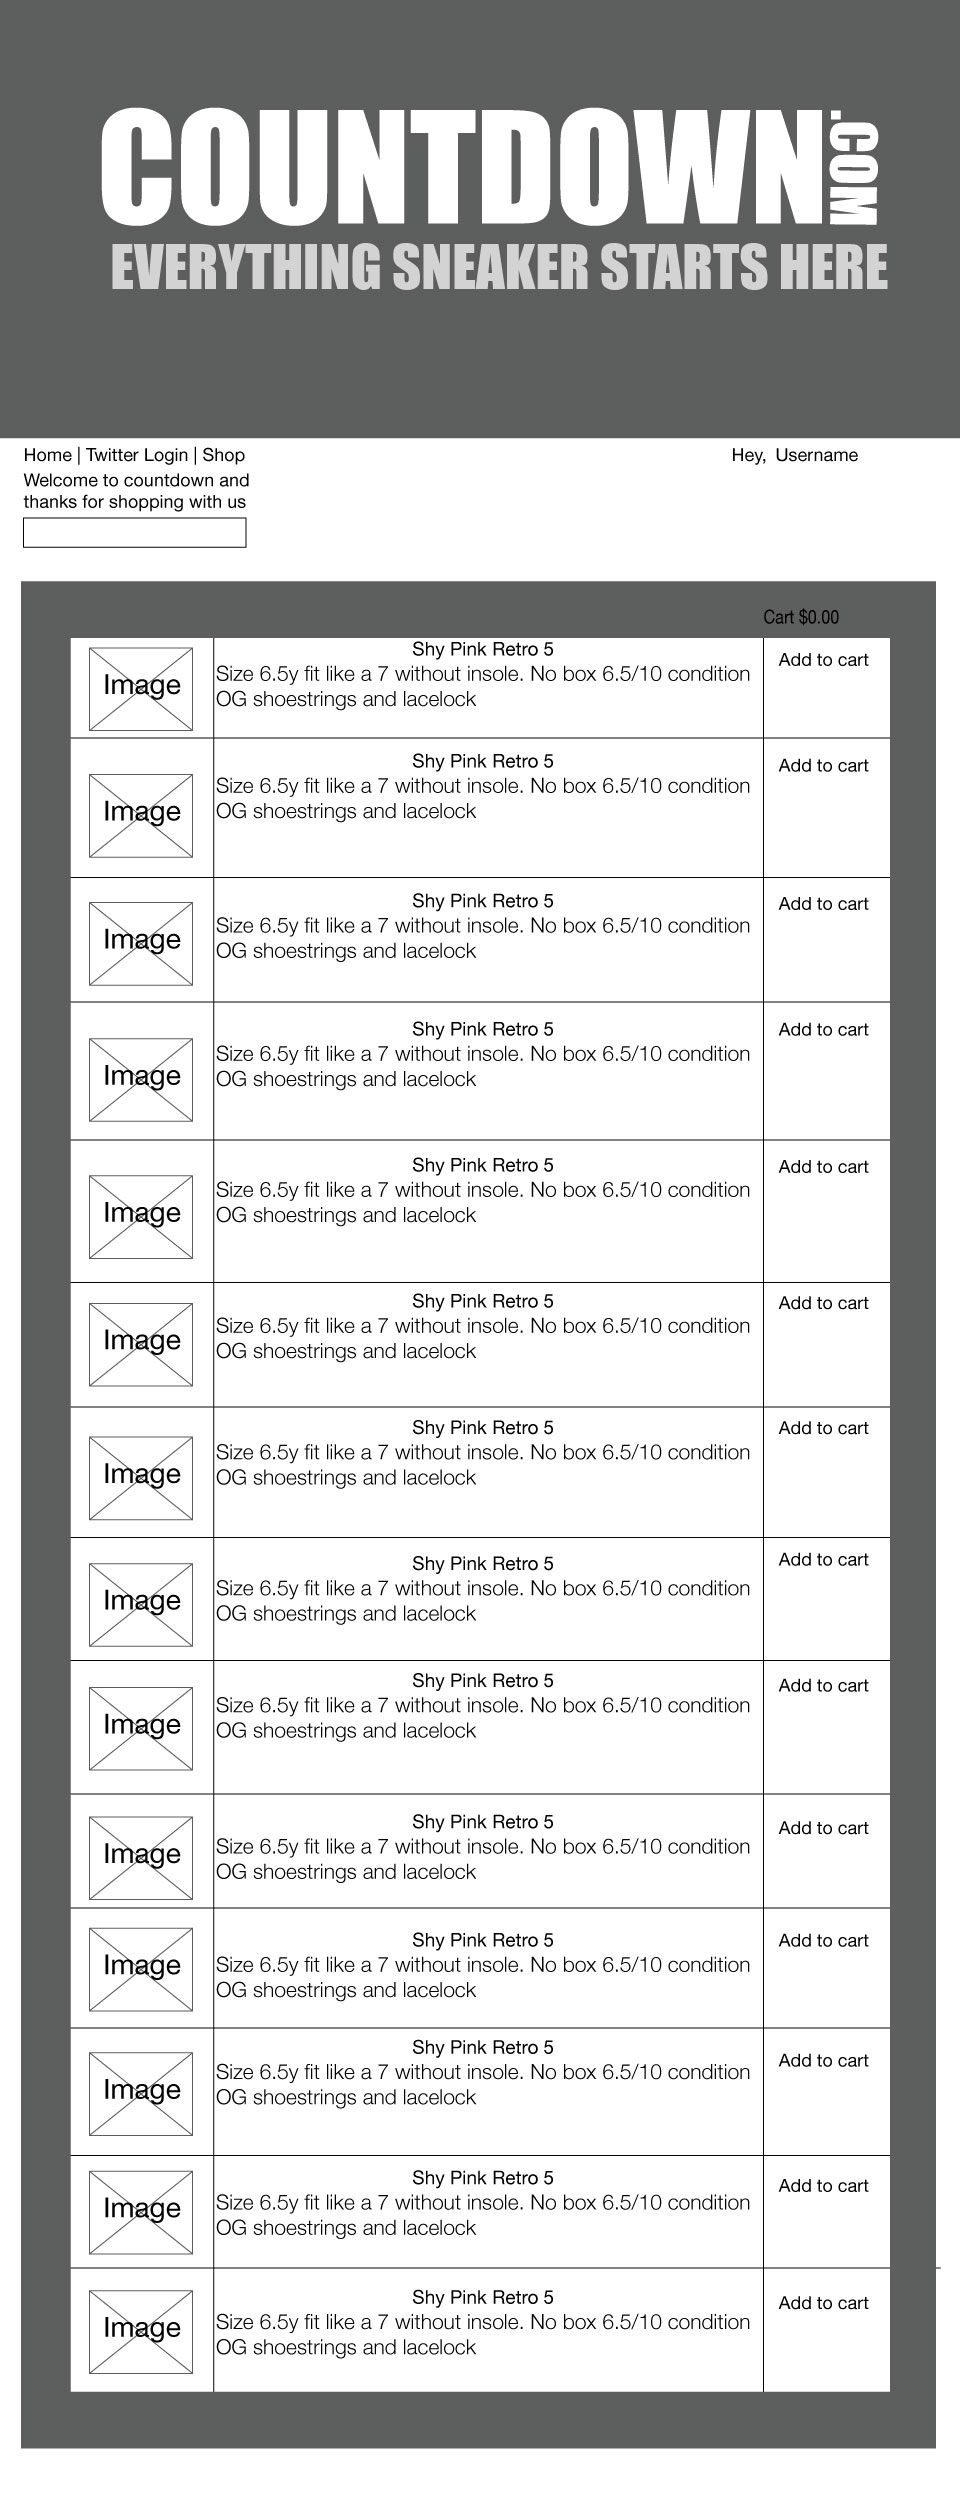 COUNTDOWN.COM
EVERYTHING SNEAKER STARTS HERE
Home | Twitter Login | Shop
Hey,  Username
Welcome to countdown and
thanks for shopping with us
Cart $0.00
Image
Shy Pink Retro 5
Size 6.5y fit like a 7 without insole. No box 6.5/10 condition
OG shoestrings and lacelock
Add to cart
Image
Shy Pink Retro 5
Size 6.5y fit like a 7 without insole. No box 6.5/10 condition
OG shoestrings and lacelock
Add to cart
Image
Shy Pink Retro 5
Size 6.5y fit like a 7 without insole. No box 6.5/10 condition
OG shoestrings and lacelock
Add to cart
Image
Shy Pink Retro 5
Size 6.5y fit like a 7 without insole. No box 6.5/10 condition
OG shoestrings and lacelock
Add to cart
Image
Shy Pink Retro 5
Size 6.5y fit like a 7 without insole. No box 6.5/10 condition
OG shoestrings and lacelock
Add to cart
Image
Shy Pink Retro 5
Size 6.5y fit like a 7 without insole. No box 6.5/10 condition
OG shoestrings and lacelock
Add to cart
Image
Shy Pink Retro 5
Size 6.5y fit like a 7 without insole. No box 6.5/10 condition
OG shoestrings and lacelock
Add to cart
Image
Shy Pink Retro 5
Size 6.5y fit like a 7 without insole. No box 6.5/10 condition
OG shoestrings and lacelock
Add to cart
Image
Shy Pink Retro 5
Size 6.5y fit like a 7 without insole. No box 6.5/10 condition
OG shoestrings and lacelock
Add to cart
Image
Shy Pink Retro 5
Size 6.5y fit like a 7 without insole. No box 6.5/10 condition
OG shoestrings and lacelock
Add to cart
Image
Shy Pink Retro 5
Size 6.5y fit like a 7 without insole. No box 6.5/10 condition
OG shoestrings and lacelock
Add to cart
Image
Shy Pink Retro 5
Size 6.5y fit like a 7 without insole. No box 6.5/10 condition
OG shoestrings and lacelock
Add to cart
Image
Shy Pink Retro 5
Size 6.5y fit like a 7 without insole. No box 6.5/10 condition
OG shoestrings and lacelock
Add to cart
Image
Shy Pink Retro 5
Size 6.5y fit like a 7 without insole. No box 6.5/10 condition
OG shoestrings and lacelock
Add to cart